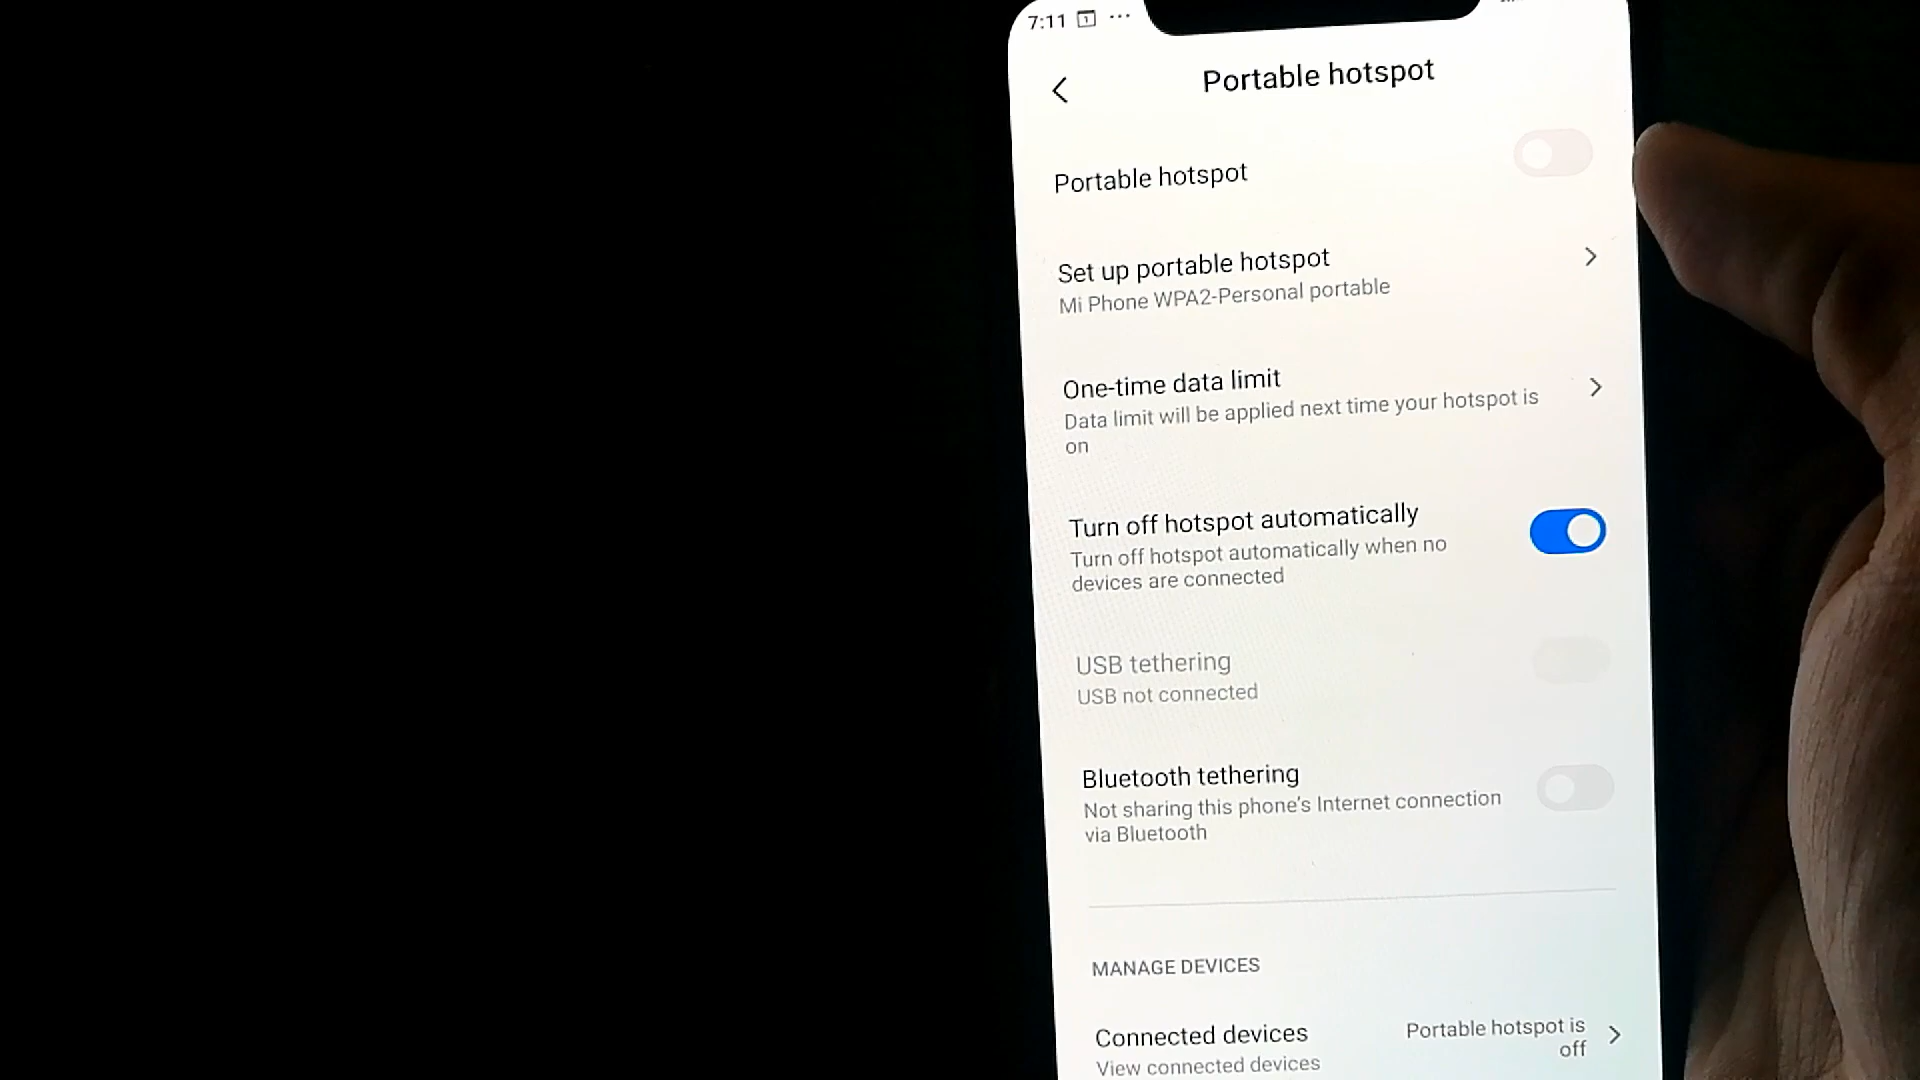 7:11 1 ...
Portable hotspot
Portable hotspot
Set up portable hotspot
Mi Phone WPA2-Personal portable
One-time data limit
Data limit will be applied next time your hotspot is
on
Turn off hotspot automatically
Turn off hotspot automatically when no
devices are connected
USB tethering
USB not connected
Bluetooth tethering
Not sharing this phone's Internet connection
via Bluetooth
MANAGE DEVICES
Connected devices
View connected devices
Portable hotspot is
off